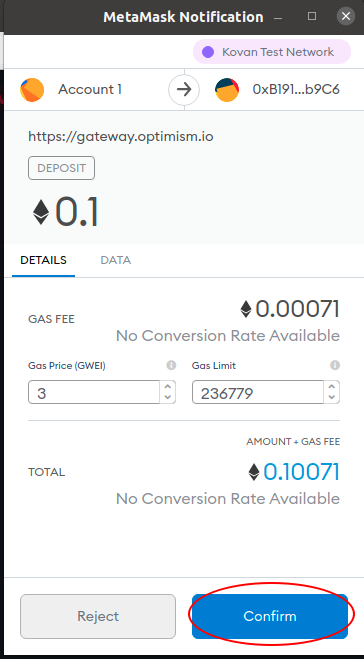 MetaMask Notification
Kovan Test Network
Account 1
0xB191...b9C6
https://gateway.optimism.io
DEPOSIT
0.1
DETAILS
DATA
GAS FEE
0.00071
No Conversion Rate Available
Gas Price (GWEI)
Gas Limit
3
236779
AMOUNT + GAS FEE
TOTAL
0.10071
No Conversion Rate Available
Reject
Confirm